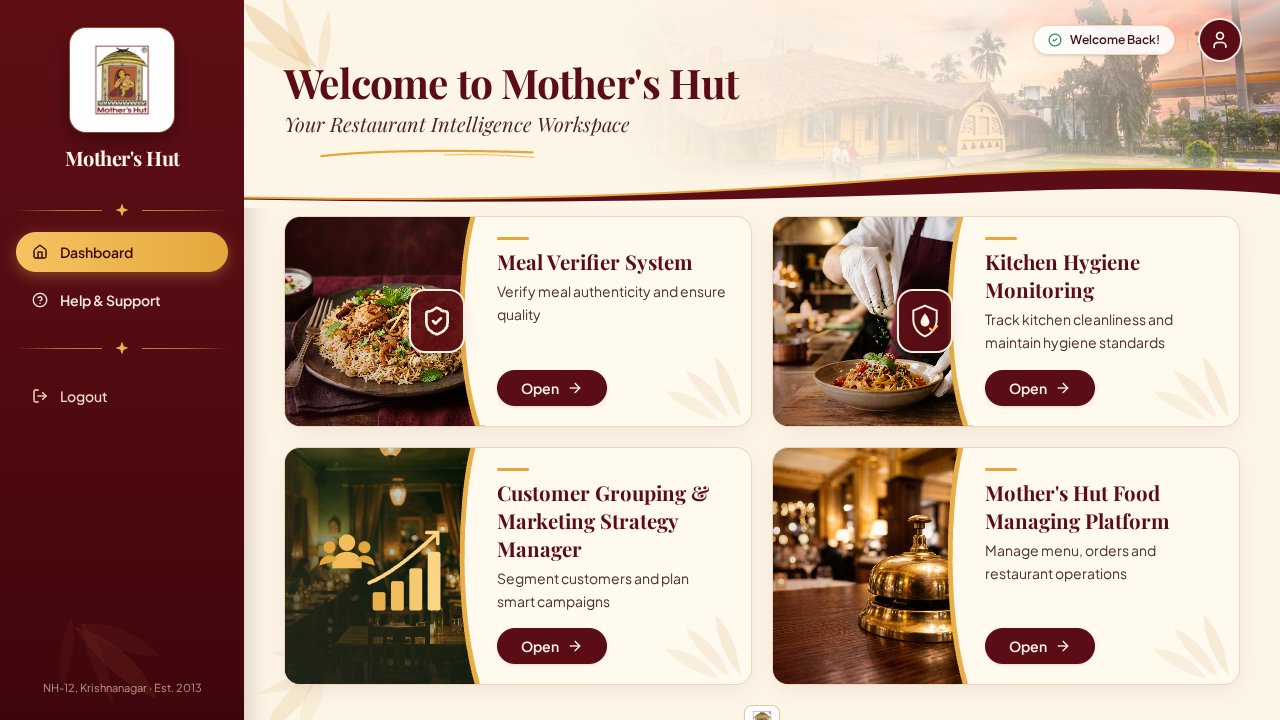 Mother's Hut
Mother's Hut
Dashboard
Help & Support
Logout
NH-12, Krishnanagar · Est. 2013
Welcome Back!
Welcome to Mother's Hut
Your Restaurant Intelligence Workspace
Meal Verifier System
Verify meal authenticity and ensure
quality
Open
Kitchen Hygiene
Monitoring
Track kitchen cleanliness and
maintain hygiene standards
Open
Customer Grouping &
Marketing Strategy
Manager
Segment customers and plan
smart campaigns
Open
Mother's Hut Food
Managing Platform
Manage menu, orders and
restaurant operations
Open